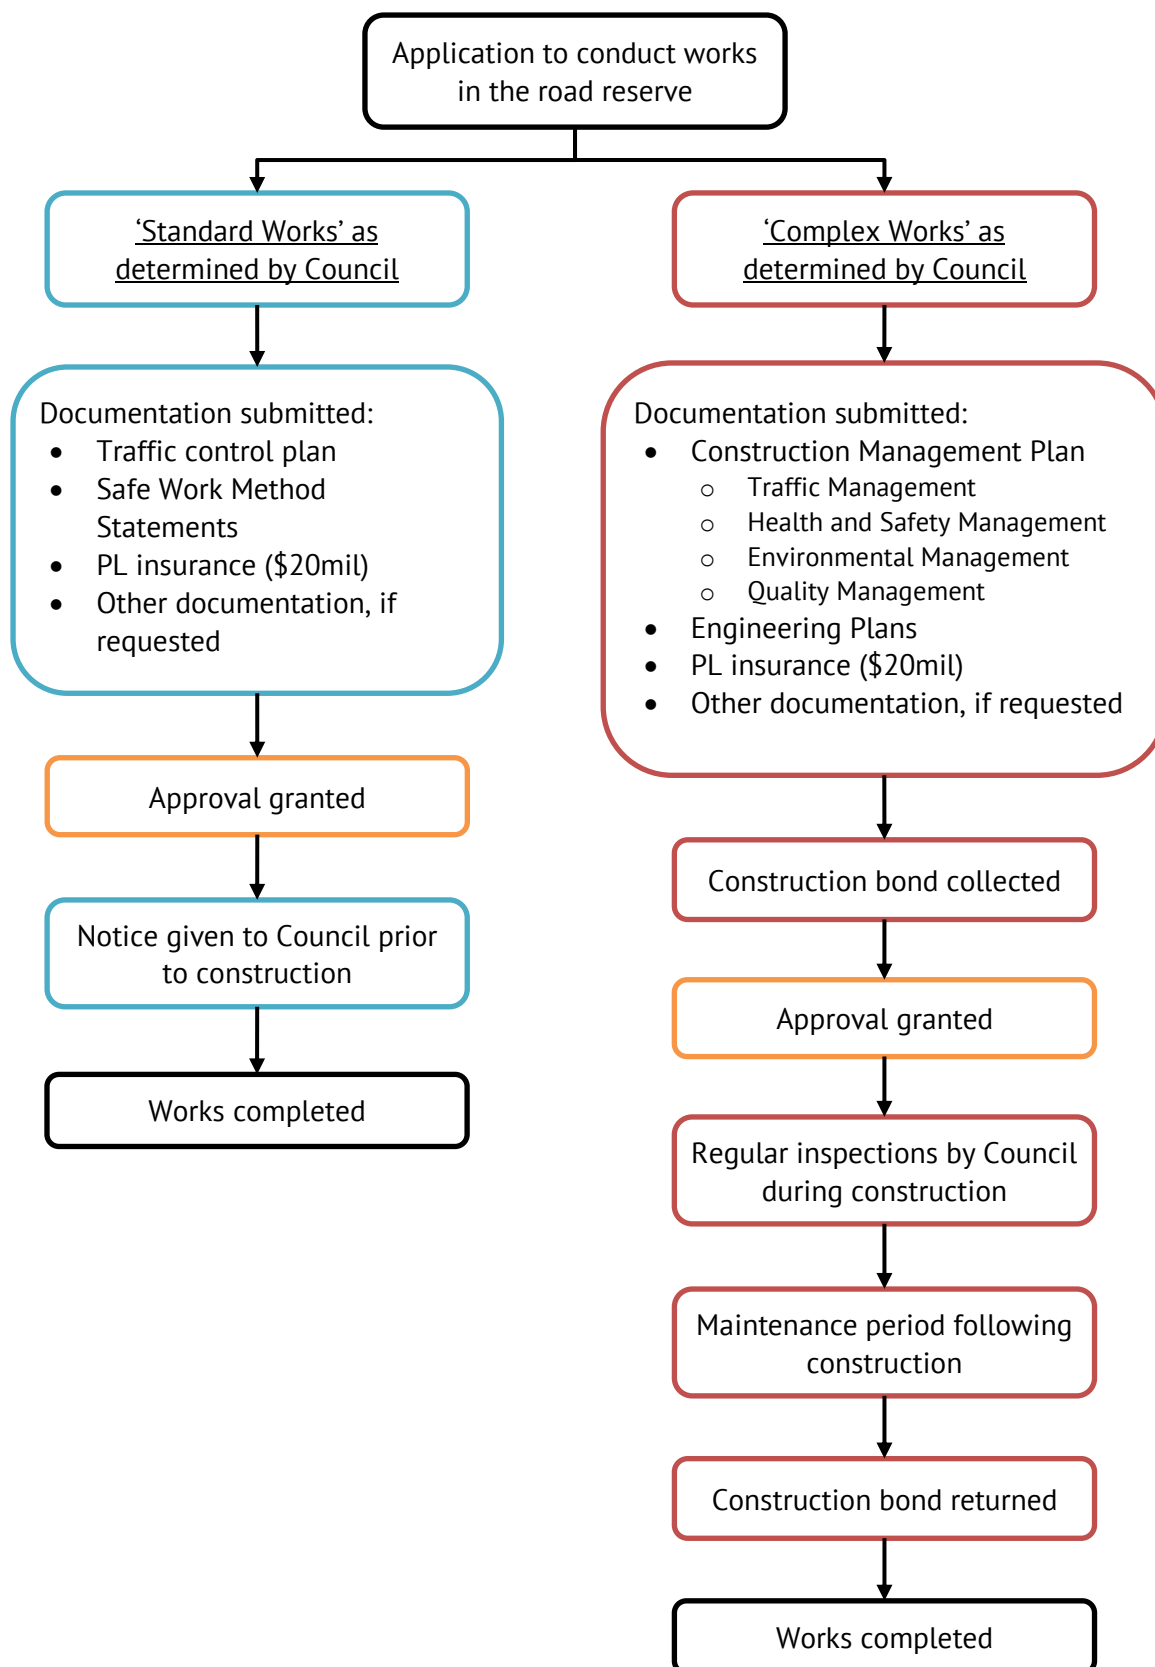 Application to conduct works
in the road reserve
‘Standard Works’ as
determined by Council
Documentation submitted:
• Traffic control plan
• Safe Work Method
Statements
• PL insurance ($20mil)
• Other documentation, if
requested
Approval granted
Notice given to Council prior
to construction
Works completed
‘Complex Works’ as
determined by Council
Documentation submitted:
• Construction Management Plan
o Traffic Management
o Health and Safety Management
o Environmental Management
o Quality Management
• Engineering Plans
• PL insurance ($20mil)
• Other documentation, if requested
Construction bond collected
Approval granted
Regular inspections by Council
during construction
Maintenance period following
construction
Construction bond returned
Works completed